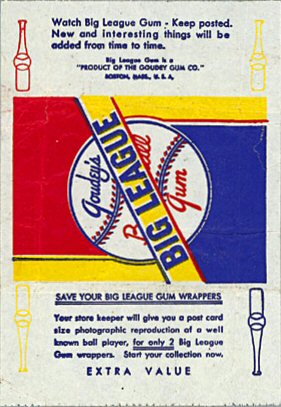 Watch Big League Gum - Keep posted.
New and interesting things will be
added from time to time.
Big League Gum is a
"PRODUCT OF THE GOUDEY GUM CO."
BOSTON, MASS., U. S. A.
Goudey's
BIG LEAGUE
Gum
SAVE YOUR BIG LEAGUE GUM WRAPPERS
Your store keeper will give you a post card
size photographic reproduction of a well
known ball player, for only 2 Big League
Gum wrappers. Start your collection now.
EXTRA VALUE